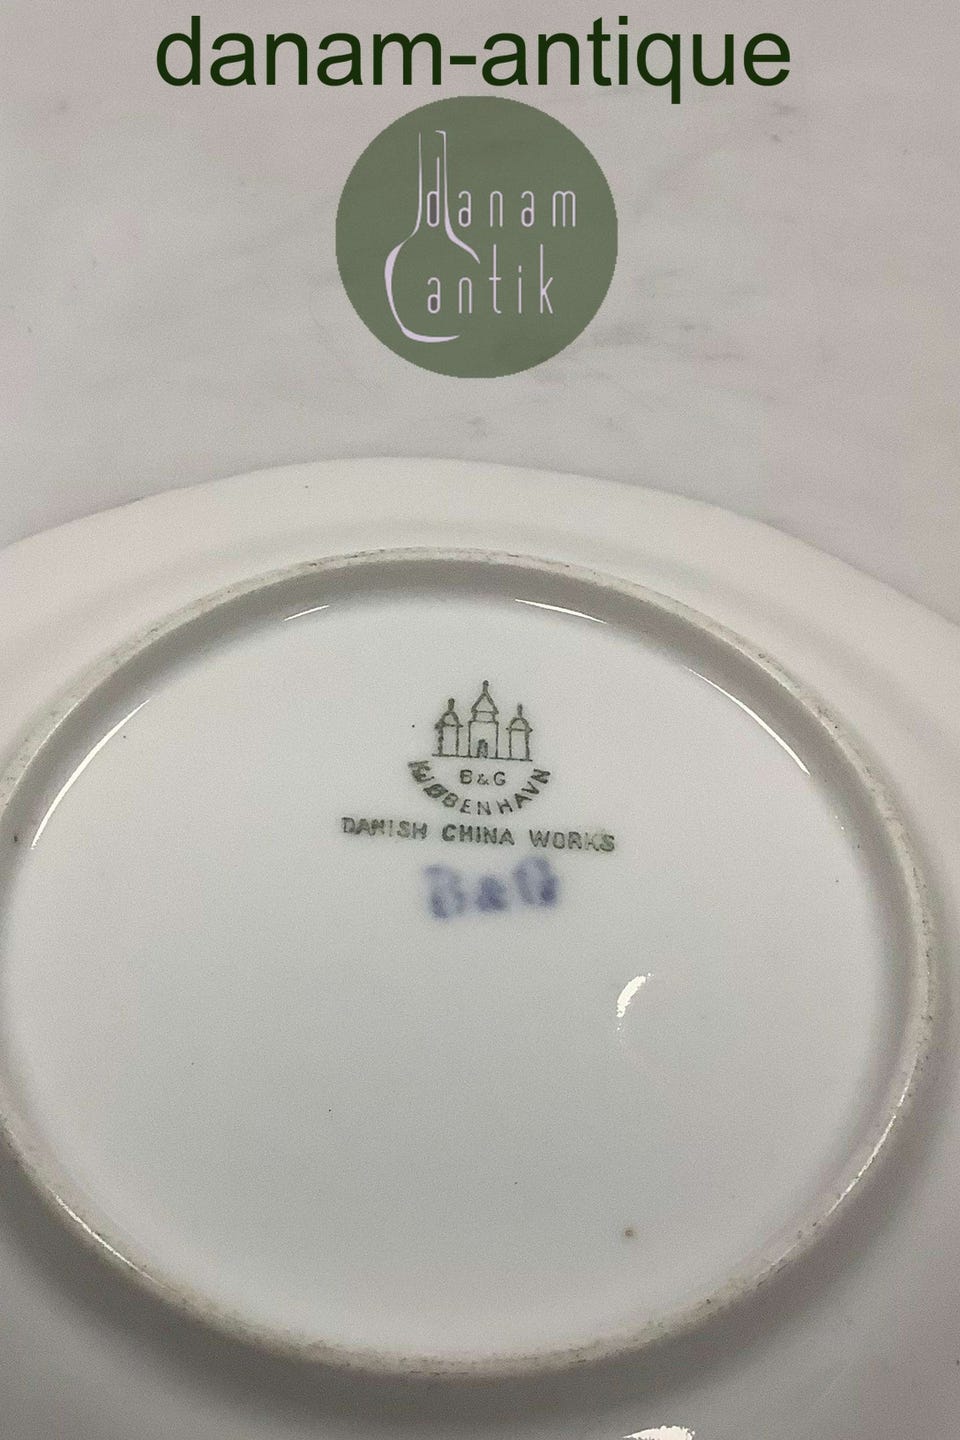 danam-antique
danam
antik
B&G
KJØBENHAVN
DANISH CHINA WORKS
B&G